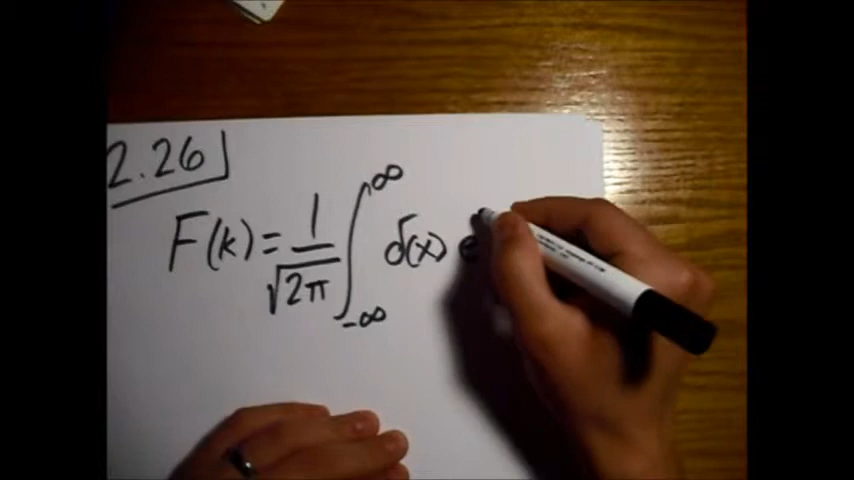 2.26
F(k) = 1/√2π ∫_{-∞}^{∞} δ(x) e